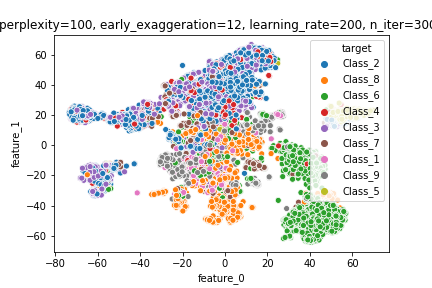 perplexity=100, early_exaggeration=12, learning_rate=200, n_iter=300
target
Class_2
Class_8
Class_6
Class_4
Class_3
Class_7
Class_1
Class_9
Class_5
feature_1
60
40
20
0
−20
−40
−60
−80 −60 −40 −20 0 20 40 60
feature_0